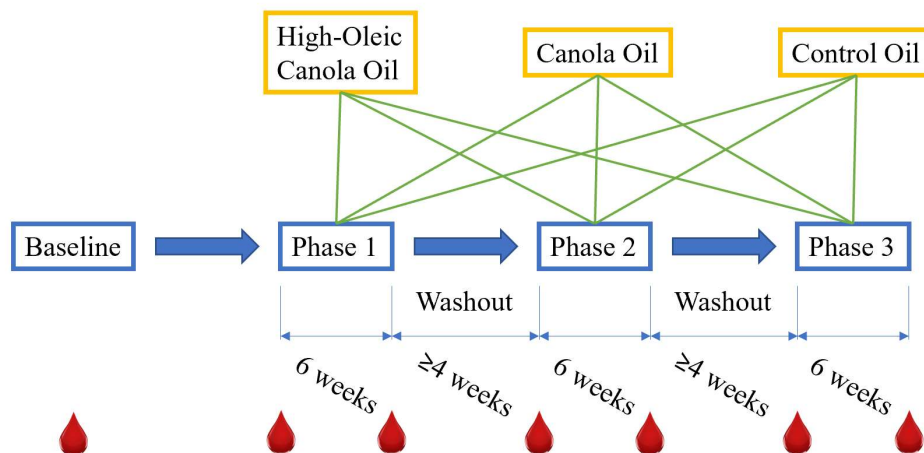 High-Oleic
Canola Oil
Canola Oil
Control Oil
Baseline
Phase 1
Phase 2
Phase 3
Washout
Washout
6 weeks
≥4 weeks
6 weeks
≥4 weeks
6 weeks